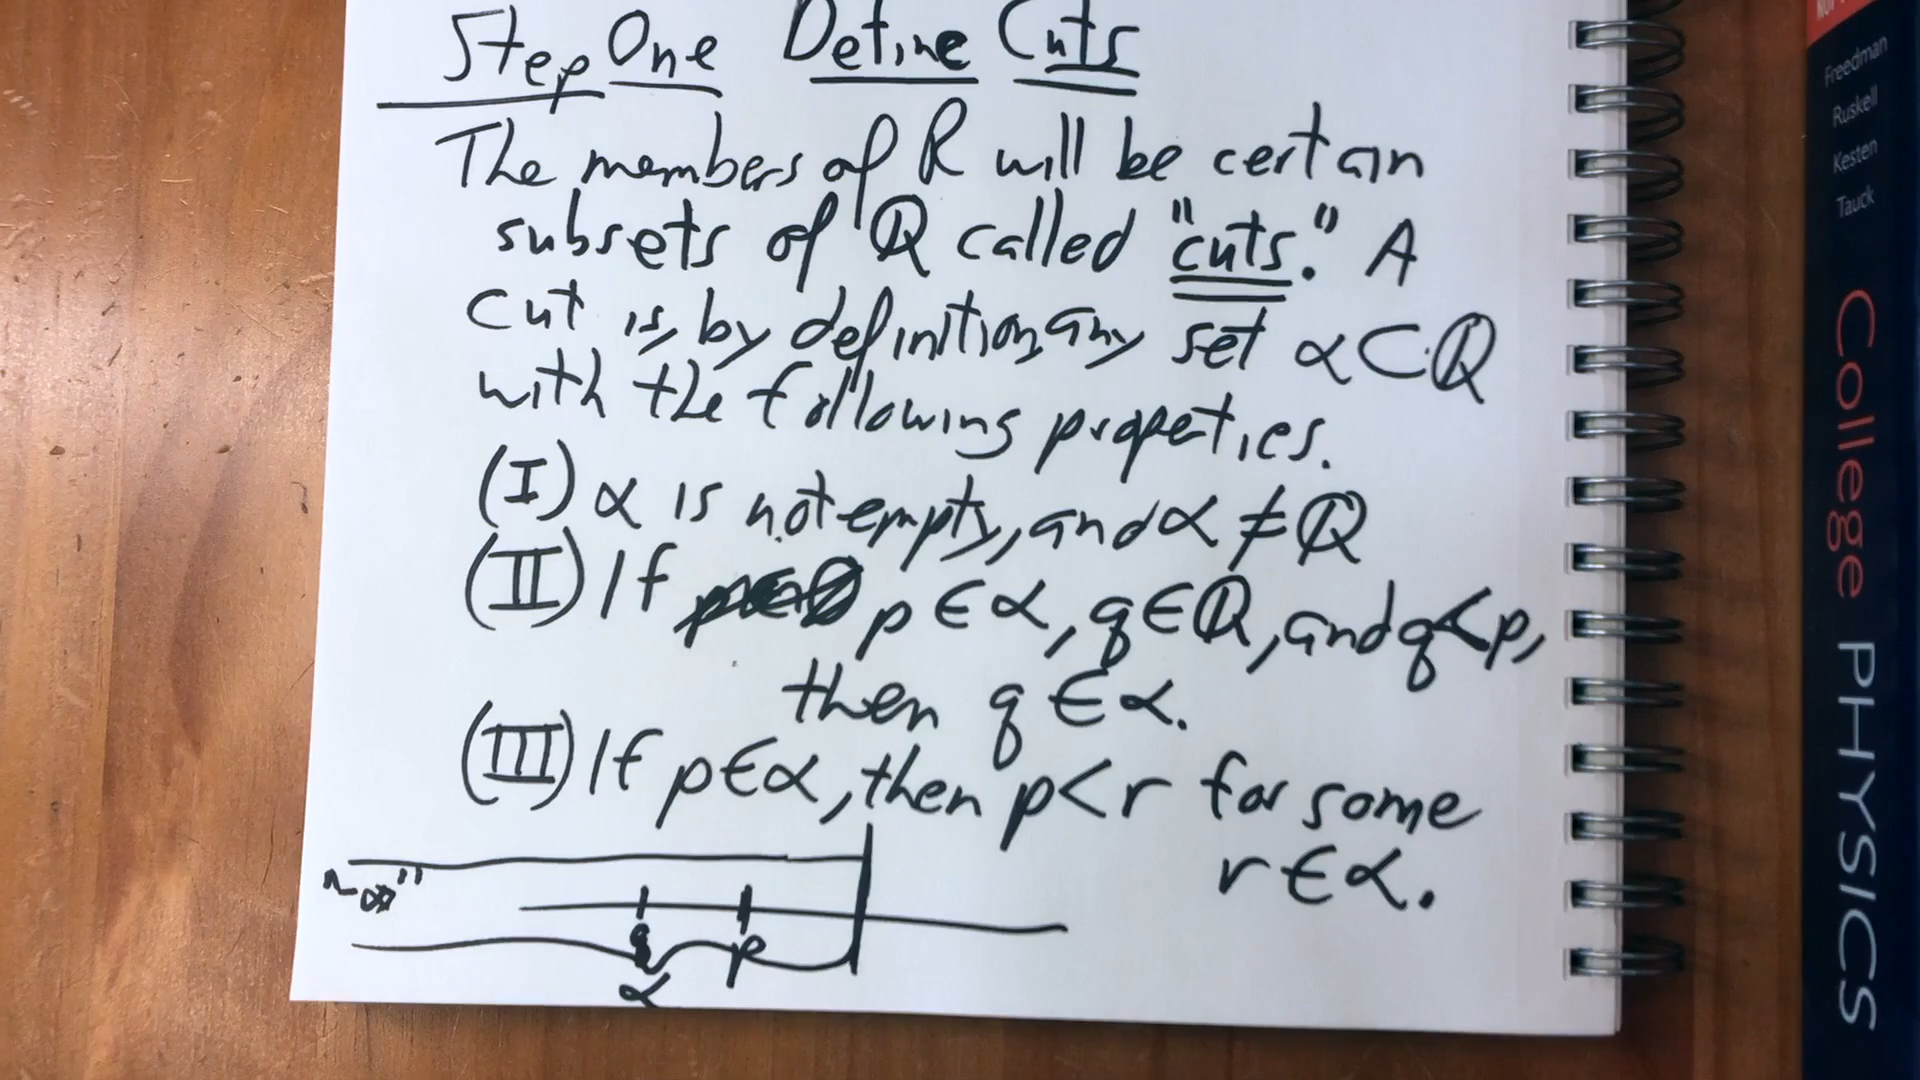 Step One Define Cuts
The members of R will be certain
subsets of ℚ called "cuts." A
cut is, by definition, any set α⊂ℚ
with the following properties.
(I) α is not empty, and α ≠ ℚ
(II) If p∈α, q∈ℚ, and q<p,
then q ∈ α.
(III) If p∈α, then p<r for some
r∈α.
"-∞"
q p
α
Freedman
Ruskell
Kesten
Tauck
College PHYSICS